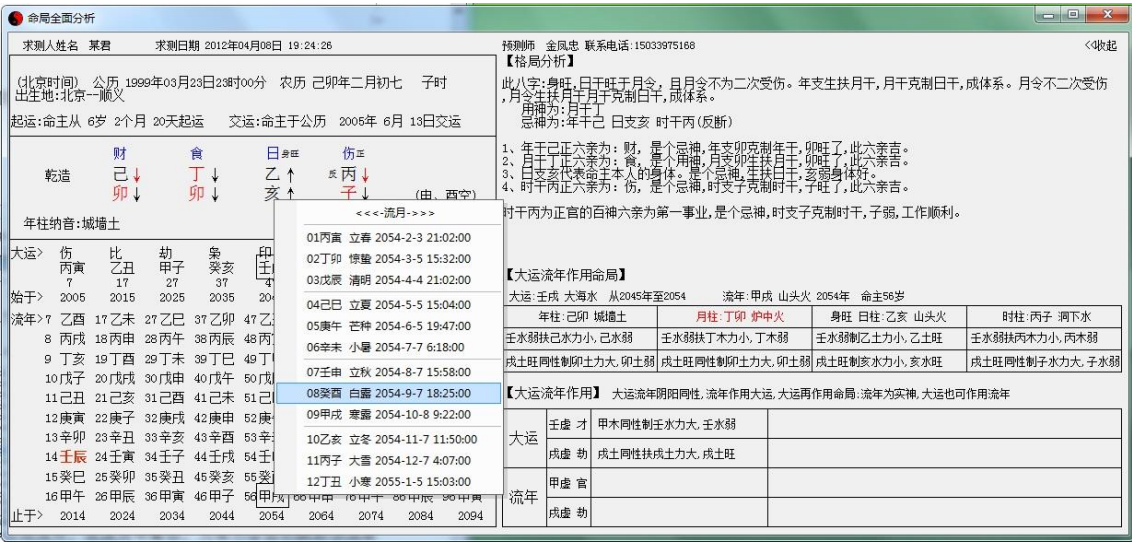 命局全面分析
求测人姓名 某君 求测日期 2012年04月08日 19:24:26
(北京时间) 公历 1999年03月23日23时00分 农历 己卯年二月初七 子时
出生地:北京--顺义
起运:命主从 6岁 2个月 20天起运 交运:命主于公历 2005年 6月 13日交运
财 食 日身旺 伤正
乾造 己↓ 丁↓ 乙↑ 反丙↓
卯↓ 卯↓ 亥↑ 子↓ (申、酉空)
年柱纳音:城墙土
大运> 伤 比 劫 枭 印
丙寅 乙丑 甲子 癸亥
7 17 27 37
始于> 2005 2015 2025 2035
流年>7 乙酉 17乙未 27乙巳 37乙卯 47乙
8 丙戌 18丙申 28丙午 38丙辰 48丙
9 丁亥 19丁酉 29丁未 39丁巳 49丁
10戊子 20戊戌 30戊申 40戊午 50戊
11己丑 21己亥 31己酉 41己未 51己
12庚寅 22庚子 32庚戌 42庚申 52庚
13辛卯 23辛丑 33辛亥 43辛酉 53辛
14壬辰 24壬寅 34壬子 44壬戌 54壬
15癸巳 25癸卯 35癸丑 45癸亥 55癸
16甲午 26甲辰 36甲寅 46甲子 56甲戌
止于> 2014 2024 2034 2044 2054 2064 2074 2084 2094
<<<-流月->>>
01丙寅 立春 2054-2-3 21:02:00
02丁卯 惊蛰 2054-3-5 15:32:00
03戊辰 清明 2054-4-4 21:02:00
04己巳 立夏 2054-5-5 15:04:00
05庚午 芒种 2054-6-5 19:47:00
06辛未 小暑 2054-7-7 6:18:00
07壬申 立秋 2054-8-7 15:58:00
08癸酉 白露 2054-9-7 18:25:00
09甲戌 寒露 2054-10-8 9:22:00
10乙亥 立冬 2054-11-7 11:50:00
11丙子 大雪 2054-12-7 4:07:00
12丁丑 小寒 2055-1-5 15:03:00
预测师 金凤忠 联系电话:15033975168 <<收起
【格局分析】
此八字:身旺,日干旺于月令, 且月令不为二次受伤。年支生扶月干,月干克制日干,成体系。月令不二次受伤
,月令生扶月干月干克制日干,成体系。
用神为:月干丁
忌神为:年干己 日支亥 时干丙(反断)
1、年干己正六亲为: 财, 是个忌神,年支卯克制年干,卯旺了,此六亲吉。
2、月干丁正六亲为: 食, 是个用神,月支卯生扶月干,卯旺了,此六亲吉。
3、日支亥代表命主本人的身体。是个忌神,生扶日干,亥弱身体好。
4、时干丙正六亲为: 伤, 是个忌神,时支子克制时干,子旺了,此六亲吉。
时干丙为正官的百神六亲为第一事业,是个忌神,时支子克制时干,子弱,工作顺利。
【大运流年作用命局】
大运:壬戌 大海水 从2045年至2054 流年:甲戌 山头火 2054年 命主56岁
年柱:己卯 城墙土 月柱:丁卯 炉中火 身旺 日柱:乙亥 山头火 时柱:丙子 涧下水
壬水弱扶己水力小,己水弱 壬水弱扶丁木力小,丁木弱 壬水弱制乙土力小,乙土旺 壬水弱扶丙木力小,丙木弱
戌土旺同性制卯土力大,卯土弱 戌土旺同性制卯土力大,卯土弱 戌土旺制亥水力小,亥水旺 戌土旺同性制子水力大,子水弱
【大运流年作用】 大运流年阴阳同性,流年作用大运,大运再作用命局:流年为实神,大运也可作用流年
大运 壬虚 才 甲木同性制壬水力大,壬水弱
戌虚 劫 戌土同性扶戌土力大,戌土旺
流年 甲虚 官
戌虚 劫